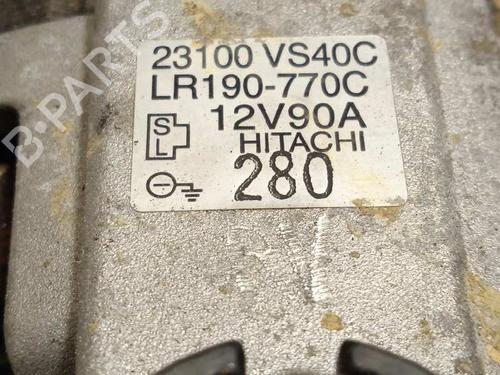 23100 VS40C
LR190-770C
12V90A
S
L
HITACHI
280
B-PARTS